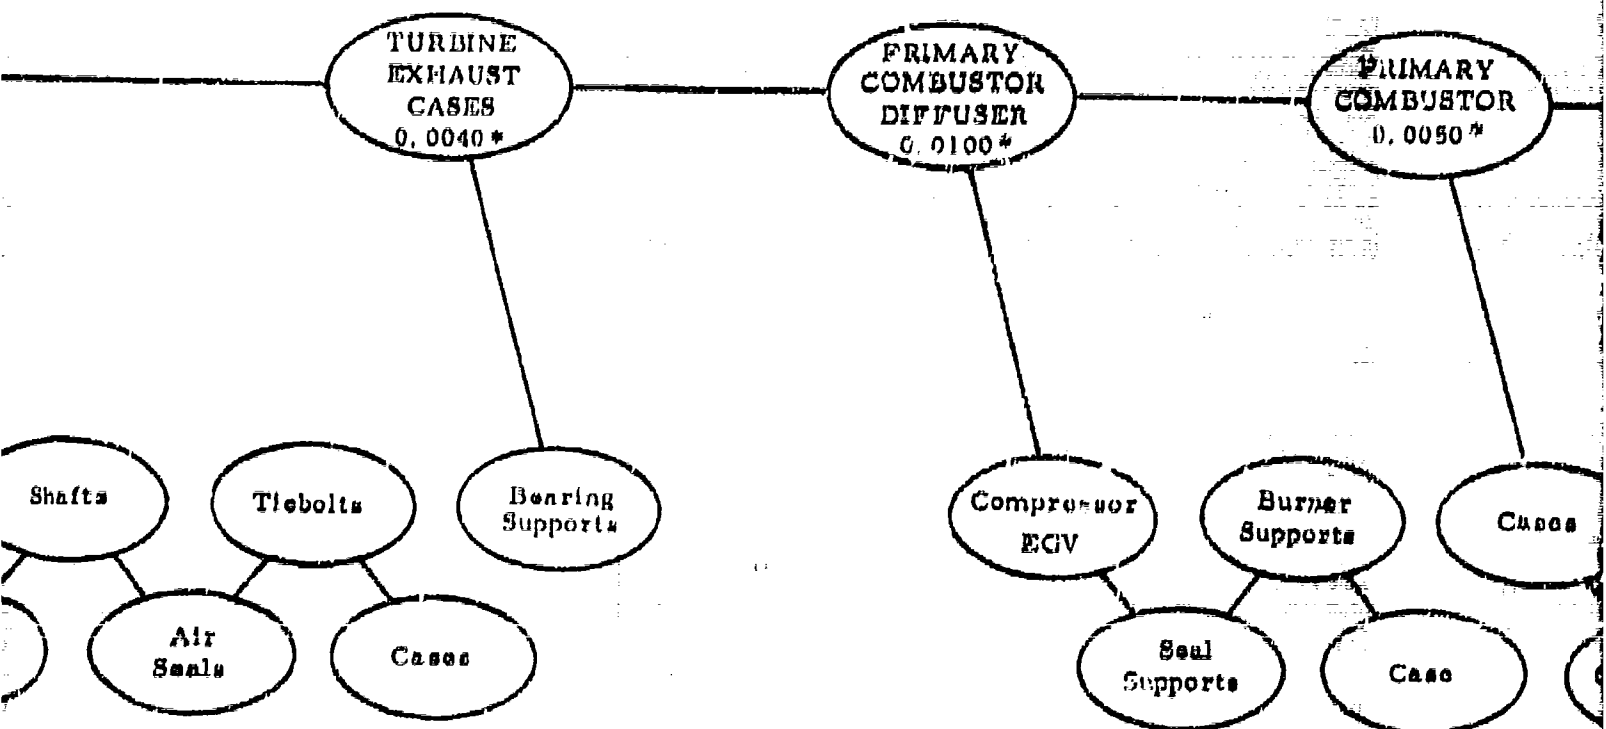 TURBINE
EXHAUST
CASES
0.0040*
PRIMARY
COMBUSTOR
DIFFUSER
0.0100*
PRIMARY
COMBUSTOR
0.0050*
Shafts
Tiebolts
Bearing
Supports
Compressor
EGV
Burner
Supports
Cases
Air
Seals
Cases
Seal
Supports
Case